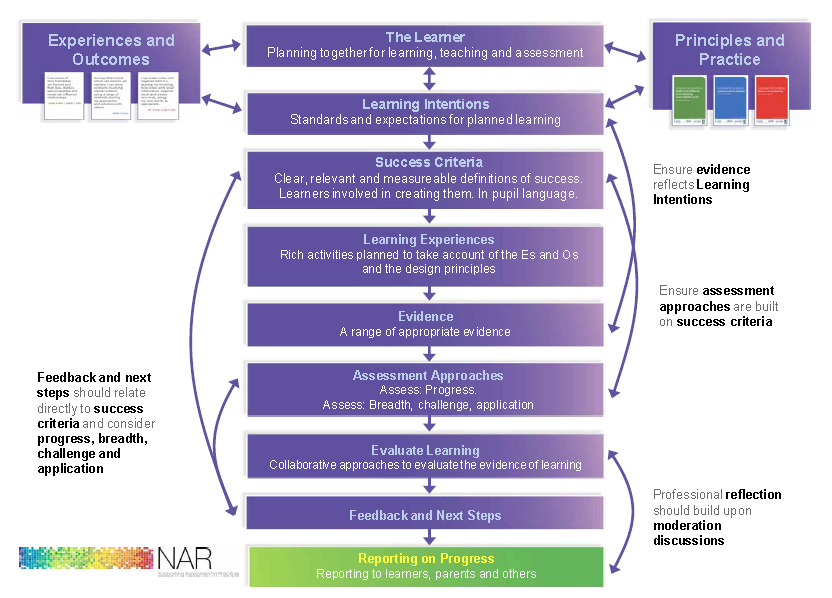 Experiences and
Outcomes
The Learner
Planning together for learning, teaching and assessment
Principles and
Practice
Learning Intentions
Standards and expectations for planned learning
Success Criteria
Clear, relevant and measureable definitions of success.
Learners involved in creating them. In pupil language.
Ensure evidence
reflects Learning
Intentions
Learning Experiences
Rich activities planned to take account of the Es and Os
and the design principles
Ensure assessment
approaches are built
on success criteria
Evidence
A range of appropriate evidence
Assessment Approaches
Assess: Progress.
Assess: Breadth, challenge, application
Feedback and next
steps should relate
directly to success
criteria and consider
progress, breadth,
challenge and
application
Evaluate Learning
Collaborative approaches to evaluate the evidence of learning
Professional reflection
should build upon
moderation
discussions
Feedback and Next Steps
Reporting on Progress
Reporting to learners, parents and others
NAR
Supporting Assessment in Practice